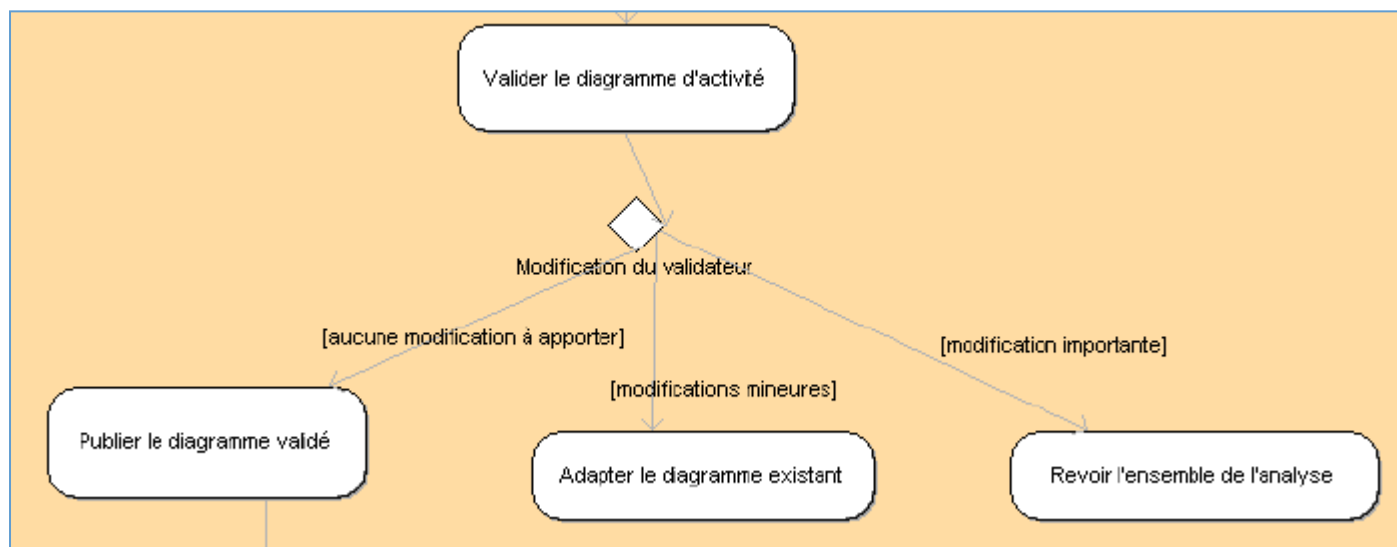 Valider le diagramme d'activité
Modification du validateur
[aucune modification à apporter]
[modification importante]
[modifications mineures]
Publier le diagramme validé
Adapter le diagramme existant
Revoir l'ensemble de l'analyse